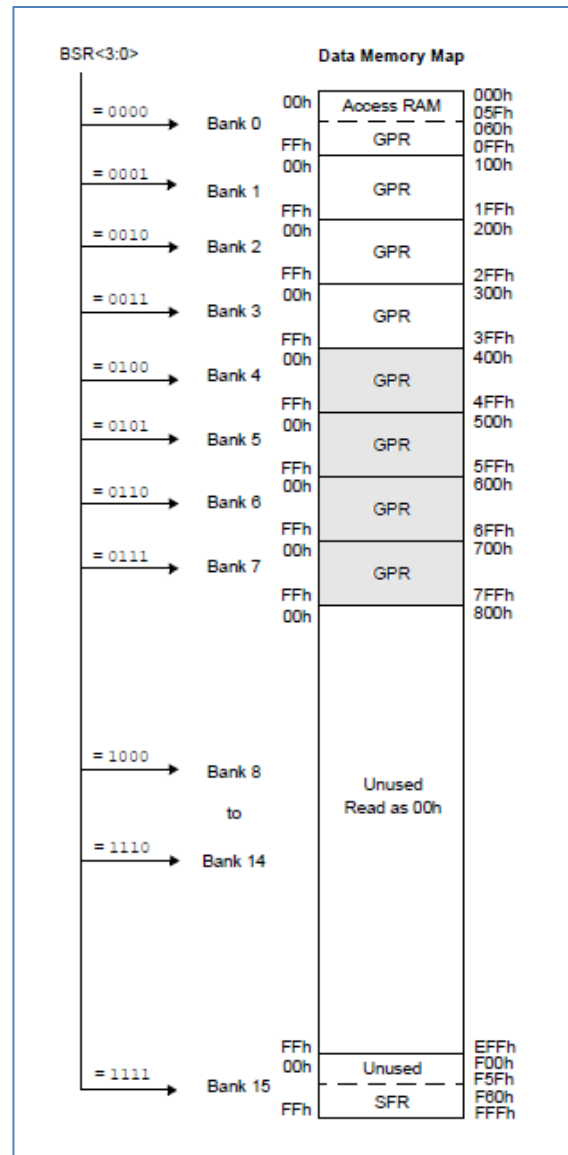 BSR<3:0>
Data Memory Map
= 0000
Bank 0
00h
Access RAM
000h
05Fh
060h
FFh
GPR
0FFh
= 0001
Bank 1
00h
GPR
100h
FFh
1FFh
= 0010
Bank 2
00h
GPR
200h
FFh
2FFh
= 0011
Bank 3
00h
GPR
300h
FFh
3FFh
= 0100
Bank 4
00h
GPR
400h
FFh
4FFh
= 0101
Bank 5
00h
GPR
500h
FFh
5FFh
= 0110
Bank 6
00h
GPR
600h
FFh
6FFh
= 0111
Bank 7
00h
GPR
700h
FFh
7FFh
00h
800h
= 1000
Bank 8
to
= 1110
Bank 14
Unused
Read as 00h
FFh
EFFh
= 1111
Bank 15
00h
Unused
F00h
F5Fh
F60h
FFh
SFR
FFFh